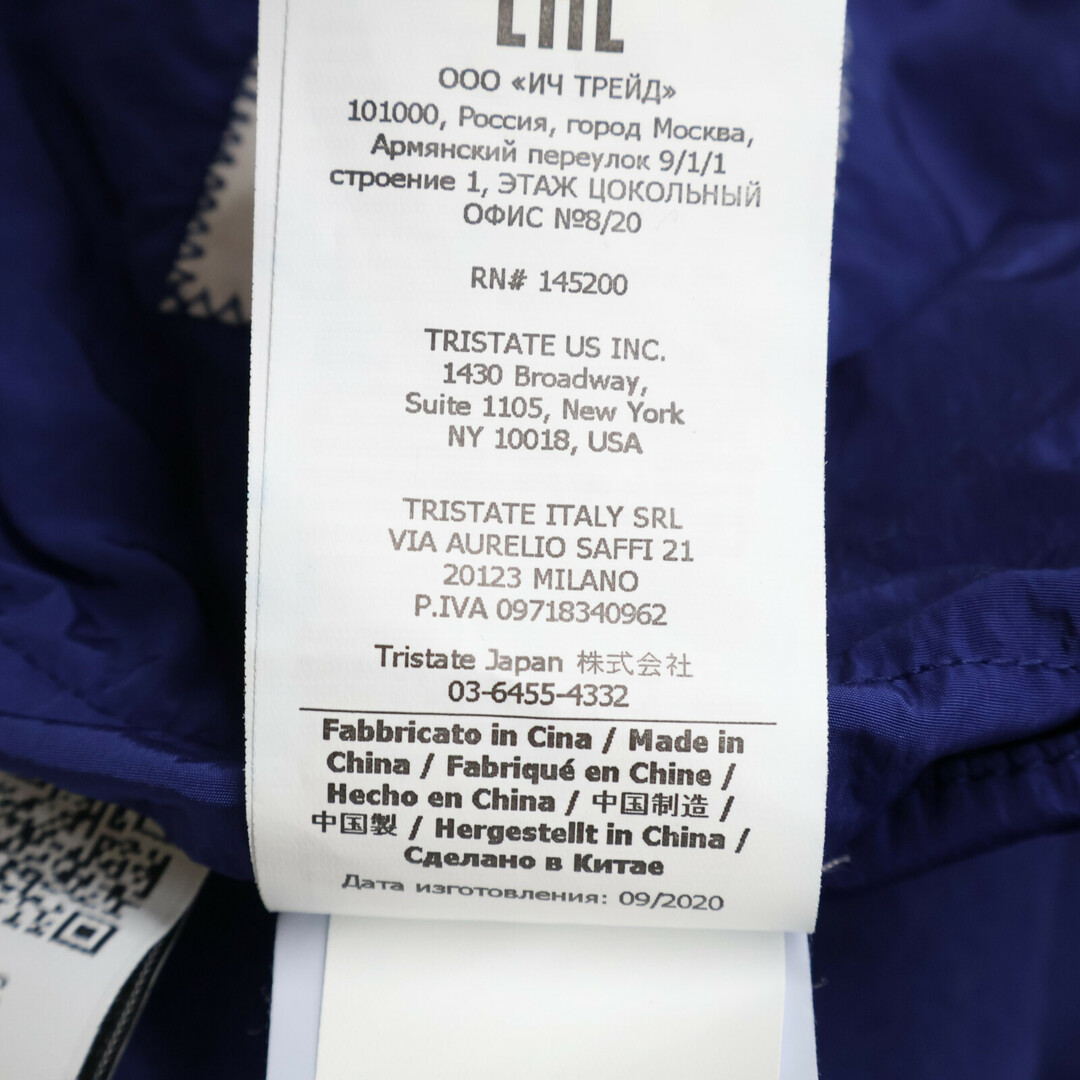 EAC
ООО «ИЧ ТРЕЙД»
101000, Россия, город Москва,
Армянский переулок 9/1/1
строение 1, ЭТАЖ ЦОКОЛЬНЫЙ
ОФИС №8/20
RN# 145200
TRISTATE US INC.
1430 Broadway,
Suite 1105, New York
NY 10018, USA
TRISTATE ITALY SRL
VIA AURELIO SAFFI 21
20123 MILANO
P.IVA 09718340962
Tristate Japan 株式会社
03-6455-4332
Fabbricato in Cina / Made in
China / Fabriqué en Chine /
Hecho en China / 中国制造 /
中国製 / Hergestellt in China /
Сделано в Китае
Дата изготовления: 09/2020